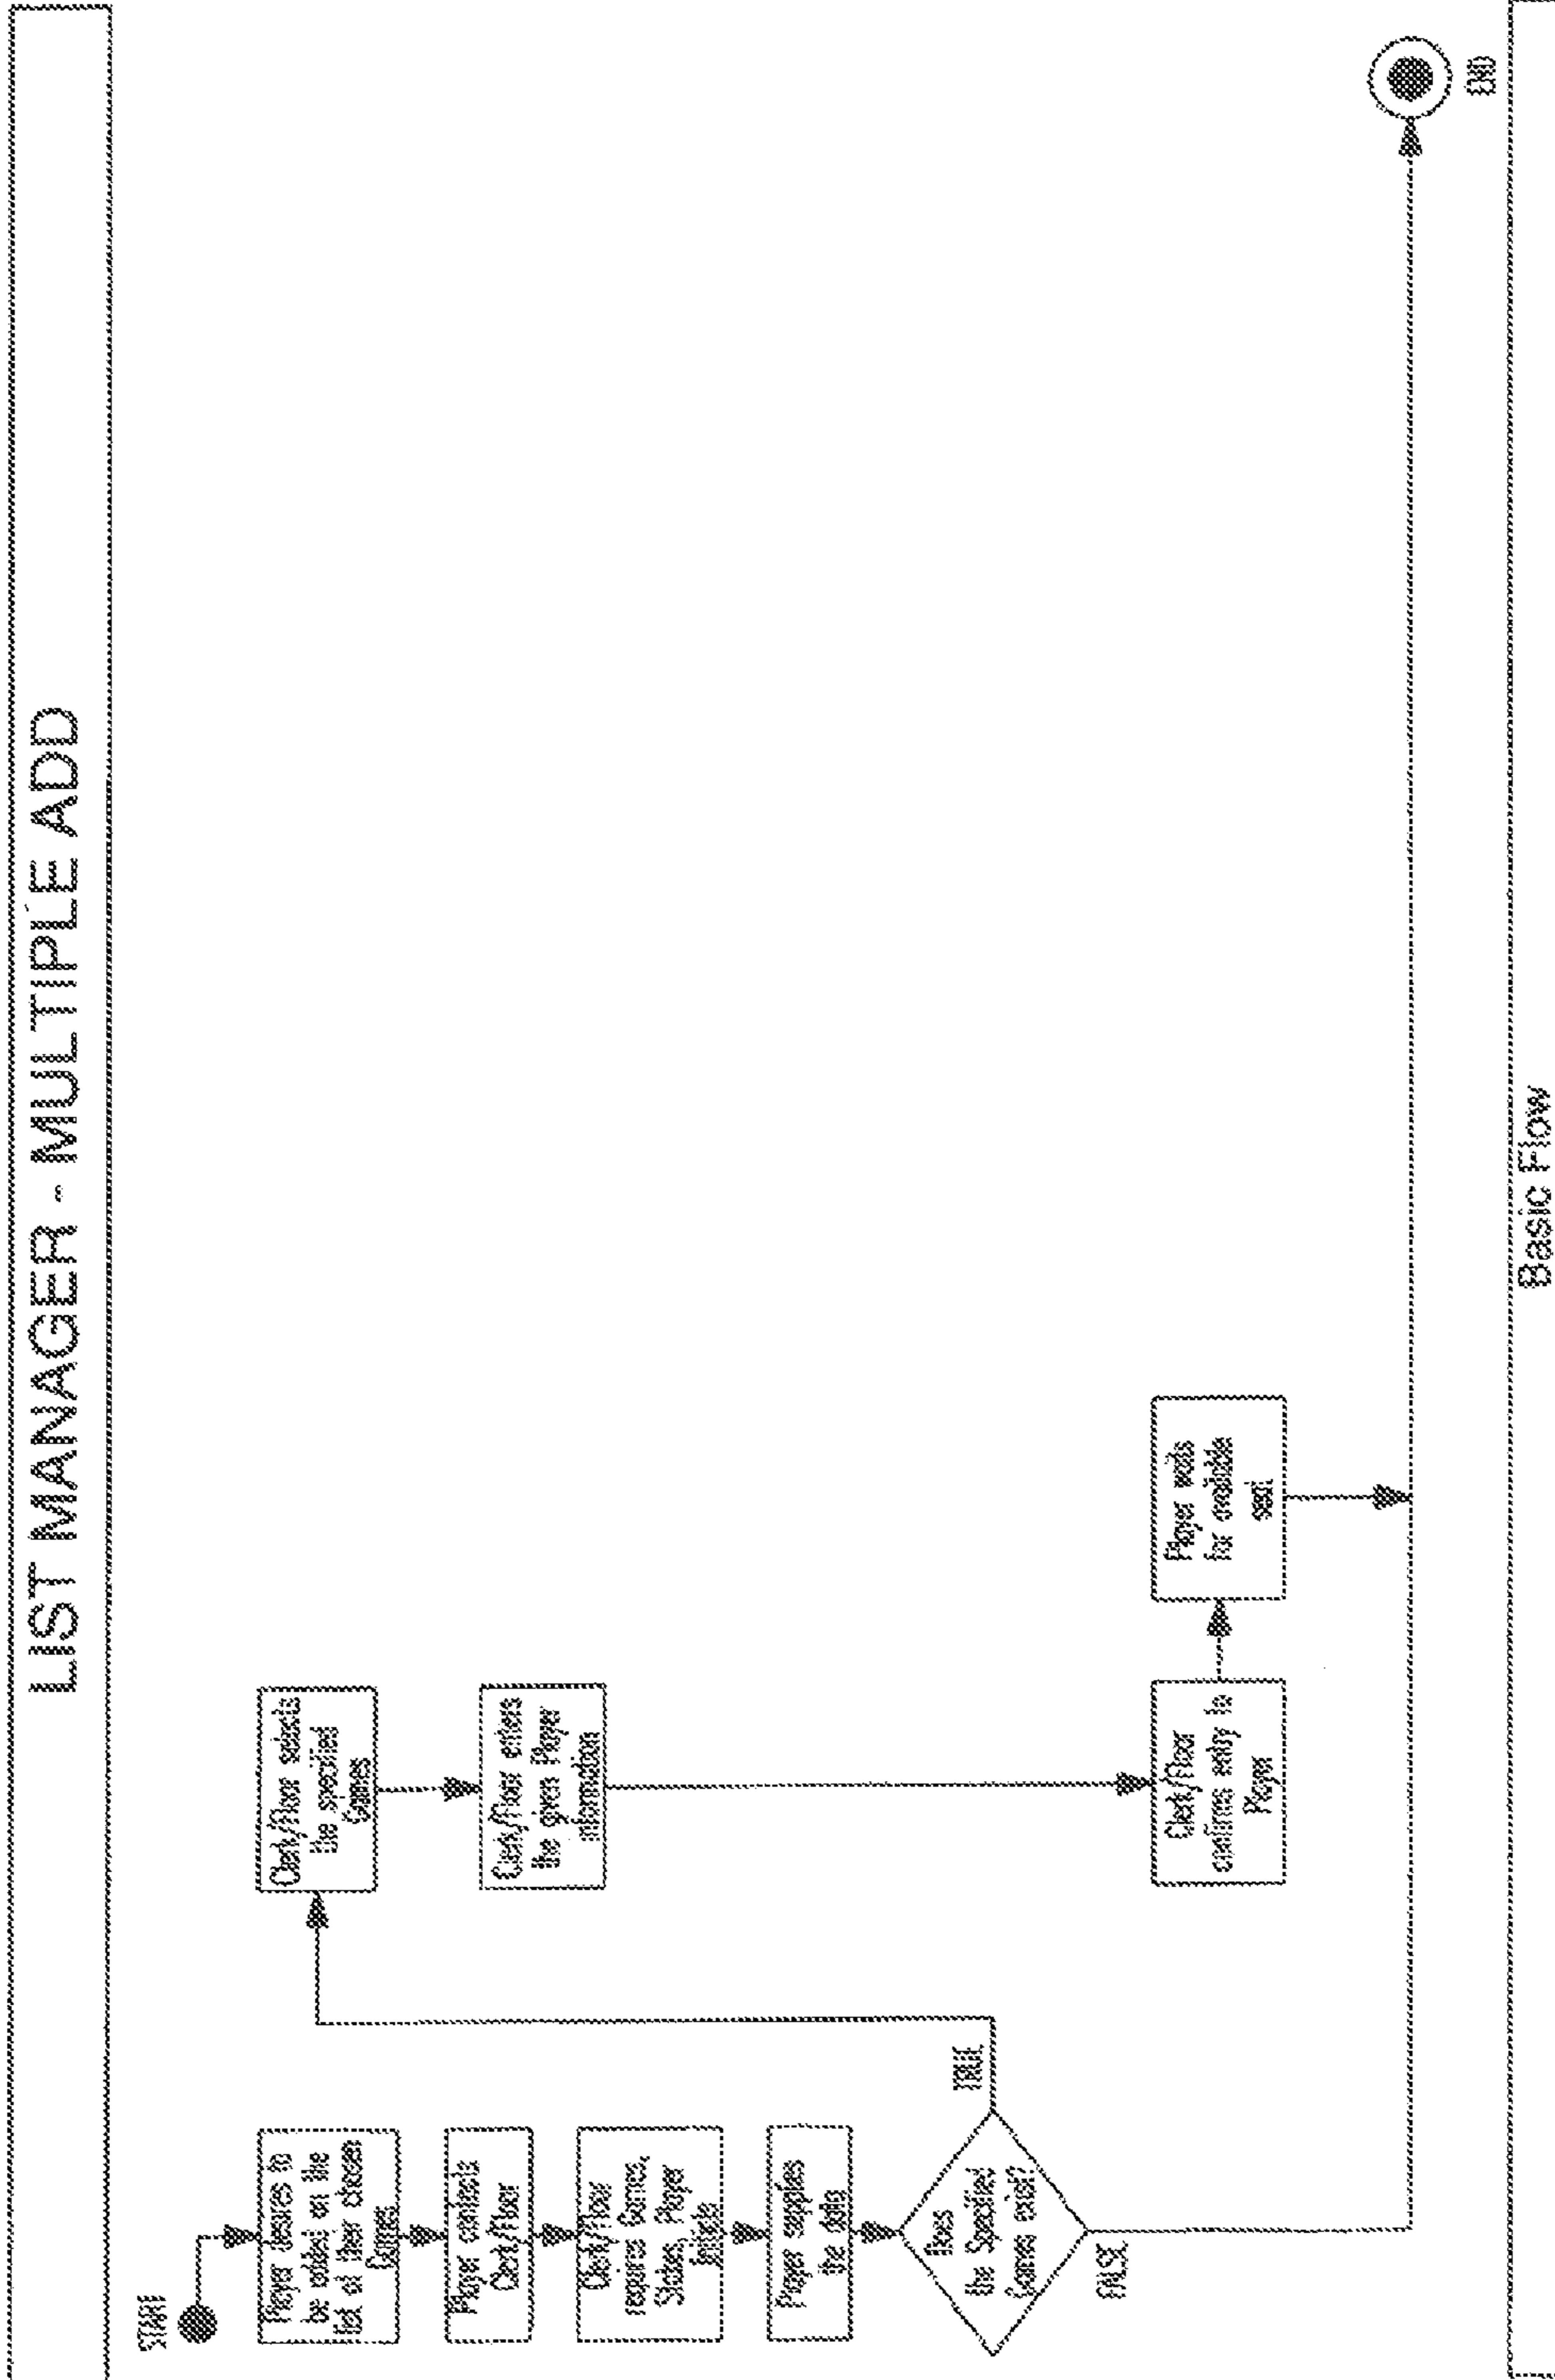 LIST MANAGER - MULTIPLE ADD
START
Player desires to
be added on the
list of their chosen
Games
Player contacts
Clerk/Floor
Clerk/Floor
requires Games,
Stakes, Player
Initials
Player supplies
the data
Does
the Specified
Games exist?
TRUE
FALSE
Clerk/Floor selects
the specified
Games
Clerk/Floor enters
the given Player
information
Clerk/Floor
confirms entry to
Player
Player waits
for available
seat
END
Basic Flow